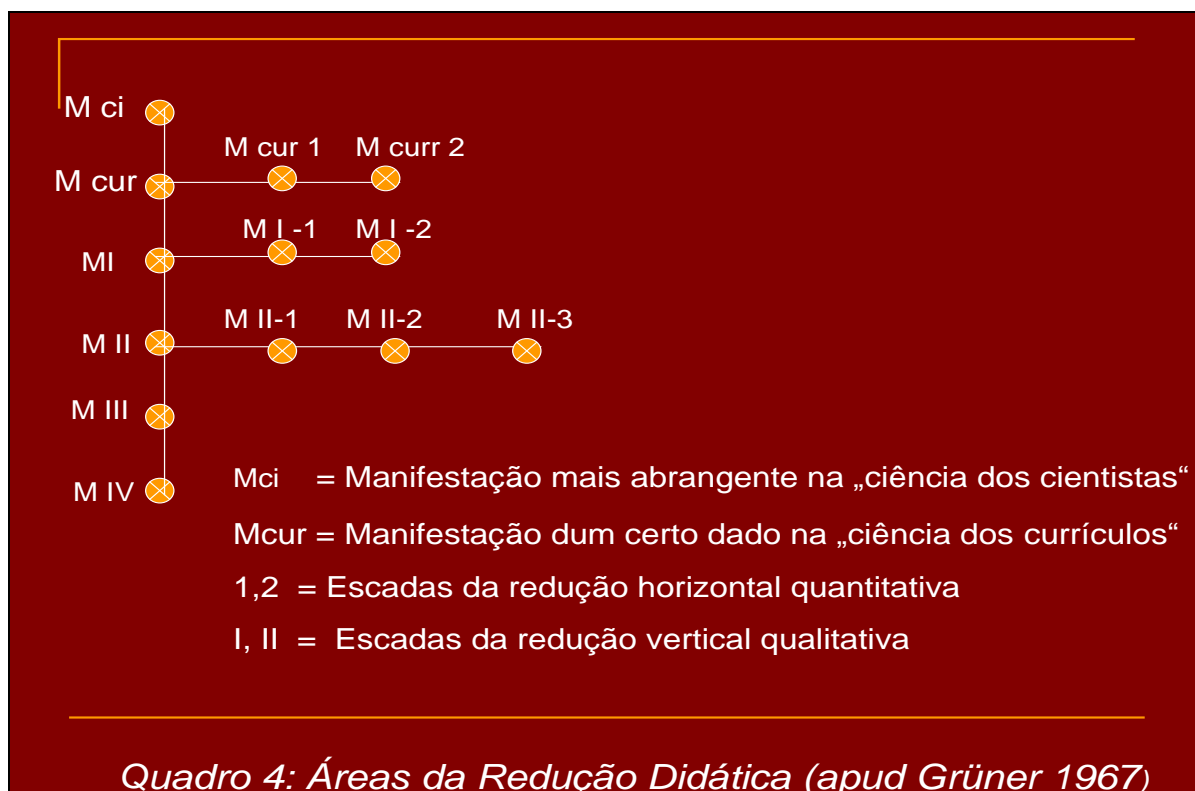 M ci
M cur 1 M curr 2
M cur
M I -1 M I -2
MI
M II-1 M II-2 M II-3
M II
M III
M IV
Mci = Manifestação mais abrangente na „ciência dos cientistas“
Mcur = Manifestação dum certo dado na „ciência dos currículos“
1,2 = Escadas da redução horizontal quantitativa
I, II = Escadas da redução vertical qualitativa
Quadro 4: Áreas da Redução Didática (apud Grüner 1967)